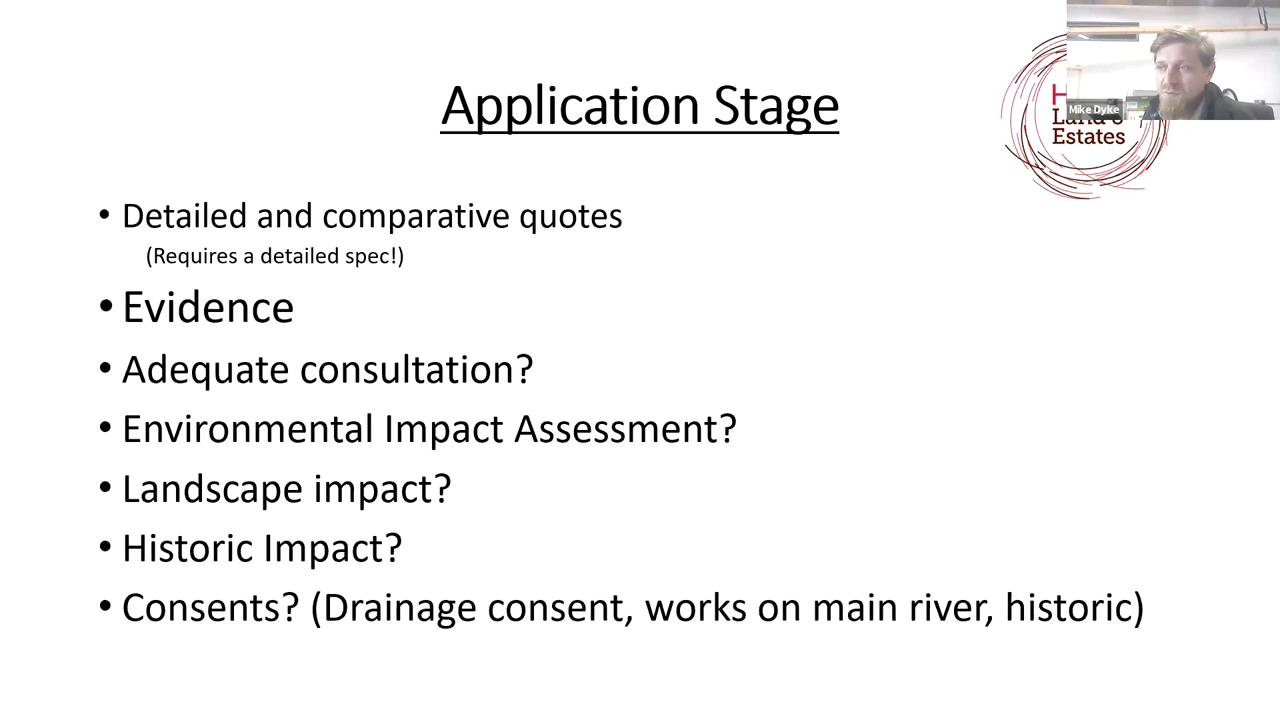 Application Stage
Mike Dyke
Estates
• Detailed and comparative quotes
(Requires a detailed spec!)
• Evidence
• Adequate consultation?
• Environmental Impact Assessment?
• Landscape impact?
• Historic Impact?
• Consents? (Drainage consent, works on main river, historic)